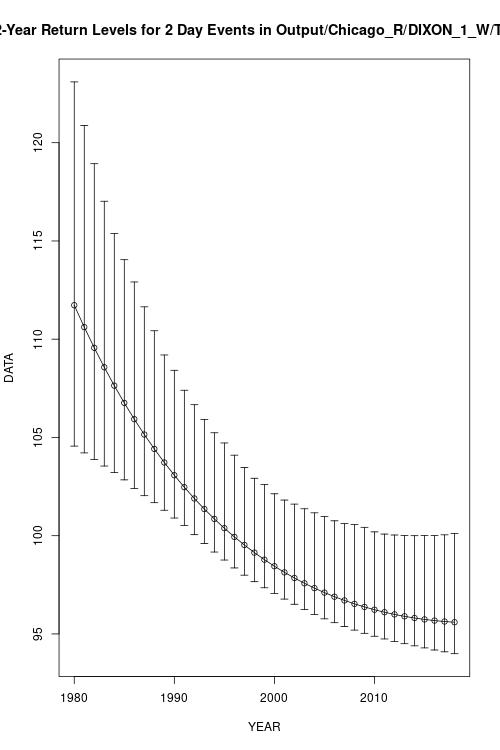 2-Year Return Levels for 2 Day Events in Output/Chicago_R/DIXON_1_W/T
120
115
110
105
100
95
DATA
1980 1990 2000 2010
YEAR